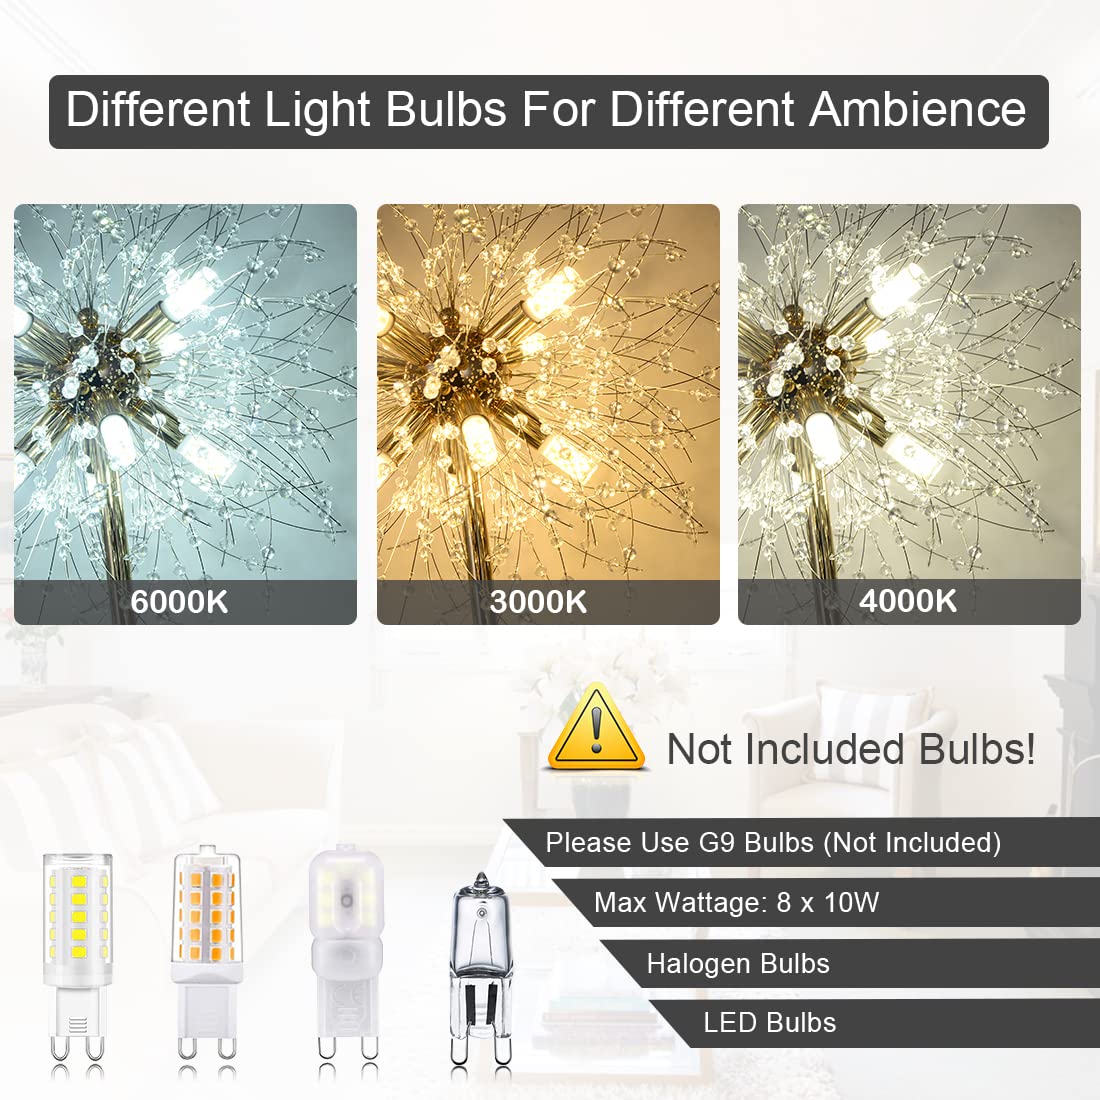 Different Light Bulbs For Different Ambience
6000K
3000K
4000K
Not Included Bulbs!
Please Use G9 Bulbs (Not Included)
Max Wattage: 8 x 10W
Halogen Bulbs
LED Bulbs